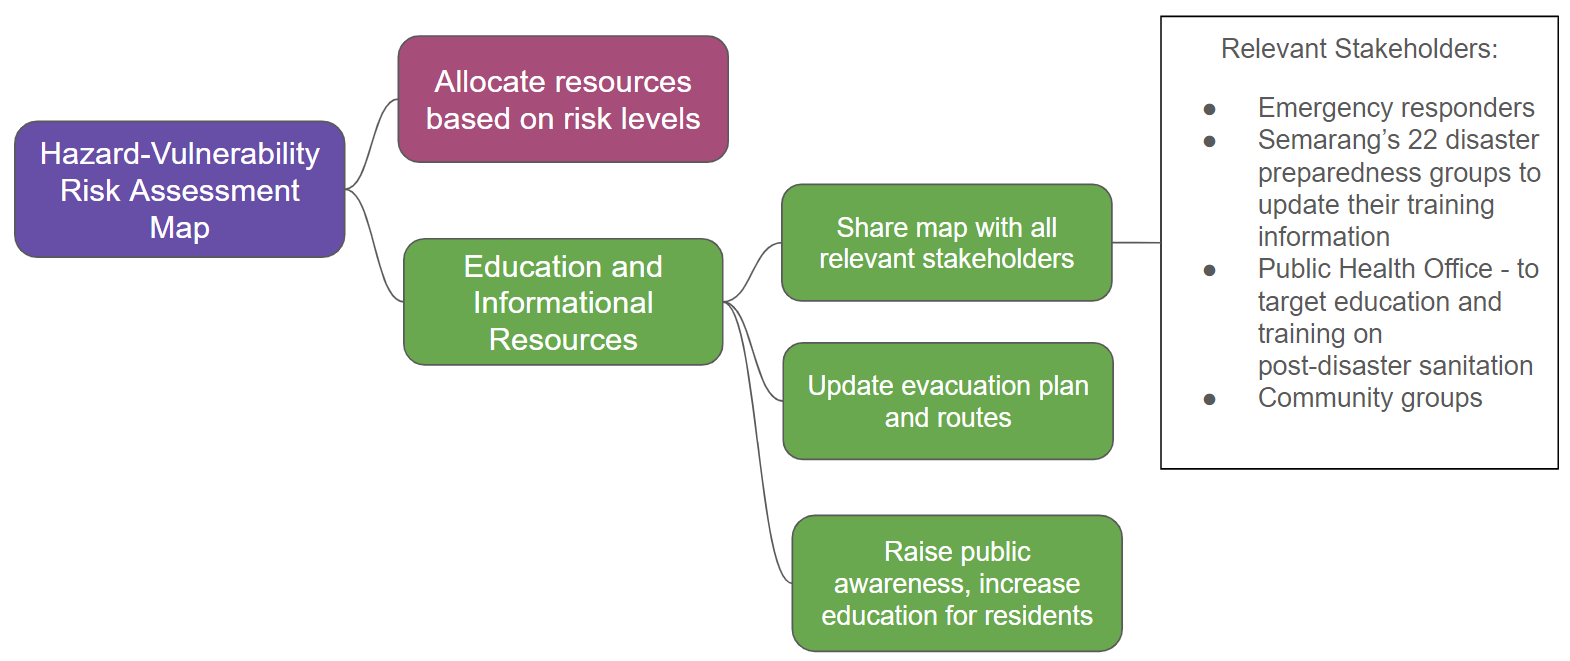 Hazard-Vulnerability
Risk Assessment
Map
Allocate resources
based on risk levels
Education and
Informational
Resources
Share map with all
relevant stakeholders
Update evacuation plan
and routes
Raise public
awareness, increase
education for residents
Relevant Stakeholders:
● Emergency responders
● Semarang’s 22 disaster
preparedness groups to
update their training
information
● Public Health Office - to
target education and
training on
post-disaster sanitation
● Community groups